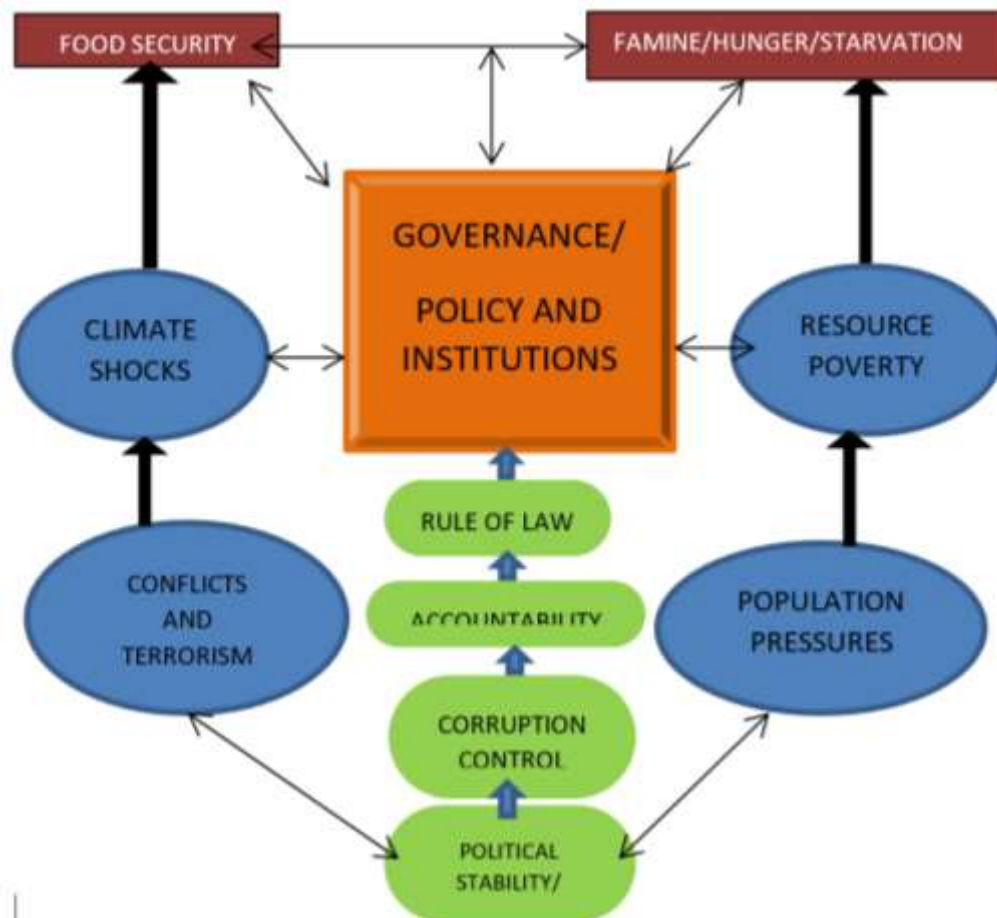 FOOD SECURITY
FAMINE/HUNGER/STARVATION
GOVERNANCE/
POLICY AND
INSTITUTIONS
CLIMATE
SHOCKS
RESOURCE
POVERTY
RULE OF LAW
CONFLICTS
AND
TERRORISM
ACCOUNTABILITY
POPULATION
PRESSURES
CORRUPTION
CONTROL
POLITICAL
STABILITY/